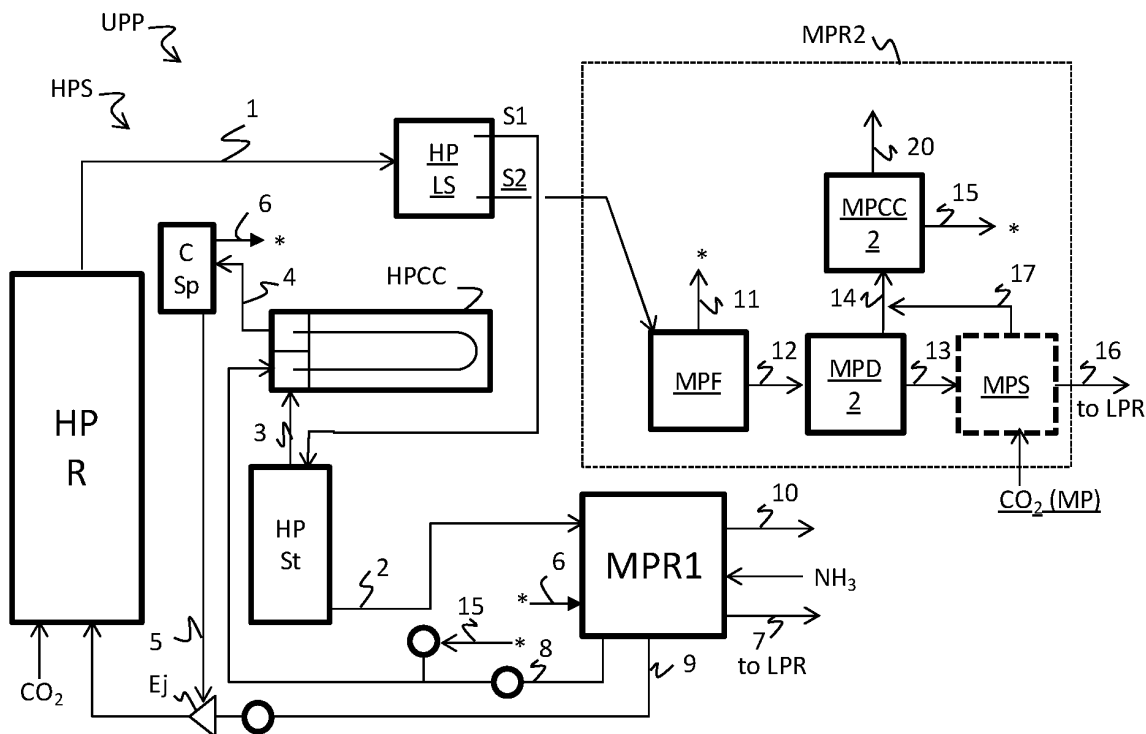 UPP
MPR2
HPS
1
S1
HP
LS
S2
20
6
*
C
Sp
MPCC
2
15
*
4
HPCC
*
17
11
14
12
13
16
MPF
MPD
2
MPS
to LPR
HP
R
3
CO₂ (MP)
HP
St
10
MPR1
2
6
NH₃
*
15
*
5
8
9
7
to LPR
CO₂
Ej